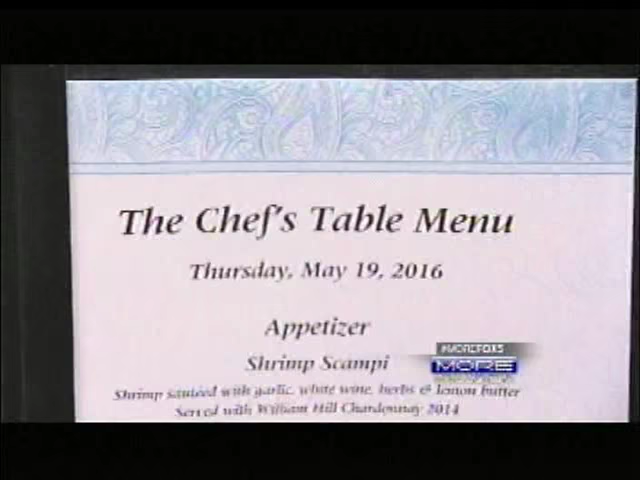 The Chef's Table Menu
Thursday, May 19, 2016
Appetizer
Shrimp Scampi
#MOREFOX5
MORE
Shrimp sautéed with garlic, white wine, herbs & lemon butter
Served with William Hill Chardonnay 2014